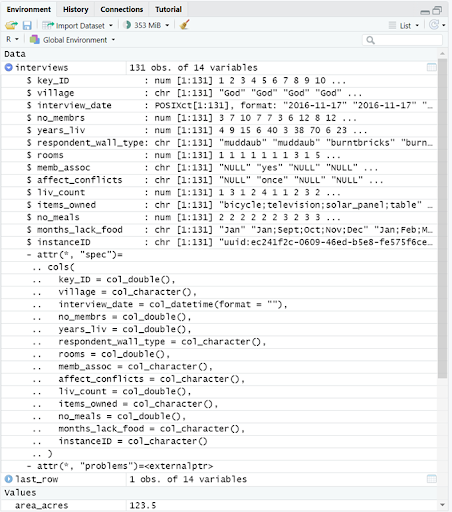 Environment History Connections Tutorial
Import Dataset 353 MiB List
R Global Environment
Data
interviews 131 obs. of 14 variables
$ key_ID : num [1:131] 1 2 3 4 5 6 7 8 9 10 ...
$ village : chr [1:131] "God" "God" "God" "God" ...
$ interview_date : POSIXct[1:131], format: "2016-11-17" "2016-11-17" "...
$ no_membrs : num [1:131] 3 7 10 7 7 3 6 12 8 12 ...
$ years_liv : num [1:131] 4 9 15 6 40 3 38 70 6 23 ...
$ respondent_wall_type: chr [1:131] "muddaub" "muddaub" "burntbricks" "burn...
$ rooms : num [1:131] 1 1 1 1 1 1 1 3 1 5 ...
$ memb_assoc : chr [1:131] "NULL" "yes" "NULL" "NULL" ...
$ affect_conflicts : chr [1:131] "NULL" "once" "NULL" "NULL" ...
$ liv_count : num [1:131] 1 3 1 2 4 1 1 2 3 2 ...
$ items_owned : chr [1:131] "bicycle;television;solar_panel;table" ...
$ no_meals : num [1:131] 2 2 2 2 2 2 3 2 3 3 ...
$ months_lack_food : chr [1:131] "Jan" "Jan;Sept;Oct;Nov;Dec" "Jan;Feb;M...
$ instanceID : chr [1:131] "uuid:ec241f2c-0609-46ed-b5e8-fe575f6ce...
- attr(*, "spec")=
.. cols(
.. key_ID = col_double(),
.. village = col_character(),
.. interview_date = col_datetime(format = ""),
.. no_membrs = col_double(),
.. years_liv = col_double(),
.. respondent_wall_type = col_character(),
.. rooms = col_double(),
.. memb_assoc = col_character(),
.. affect_conflicts = col_character(),
.. liv_count = col_double(),
.. items_owned = col_character(),
.. no_meals = col_double(),
.. months_lack_food = col_character(),
.. instanceID = col_character()
.. )
- attr(*, "problems")=<externalptr>
last_row 1 obs. of 14 variables
Values
area_acres 123.5